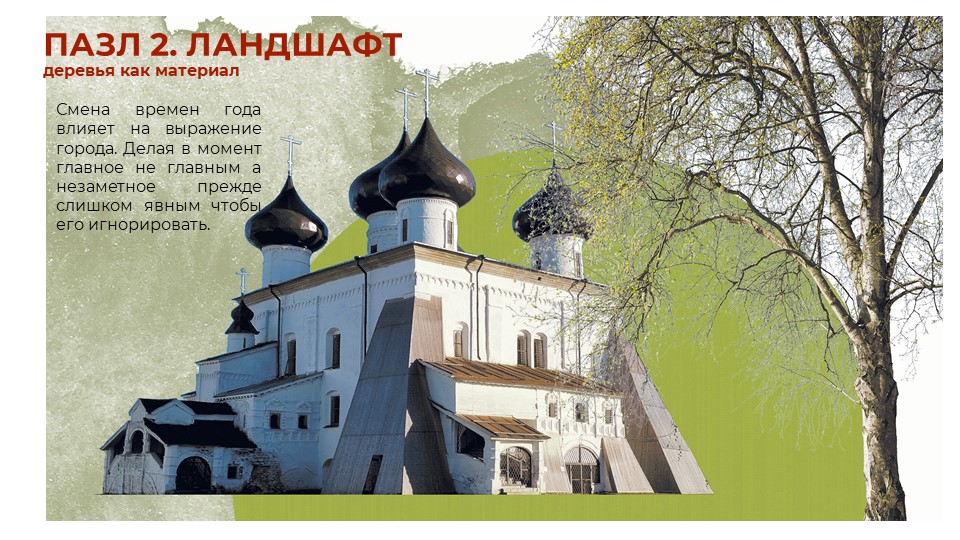 ПАЗЛ 2. ЛАНДШАФТ
деревья как материал
Смена времен года
влияет на выражение
города. Делая в момент
главное не главным а
незаметное прежде
слишком явным чтобы
его игнорировать.